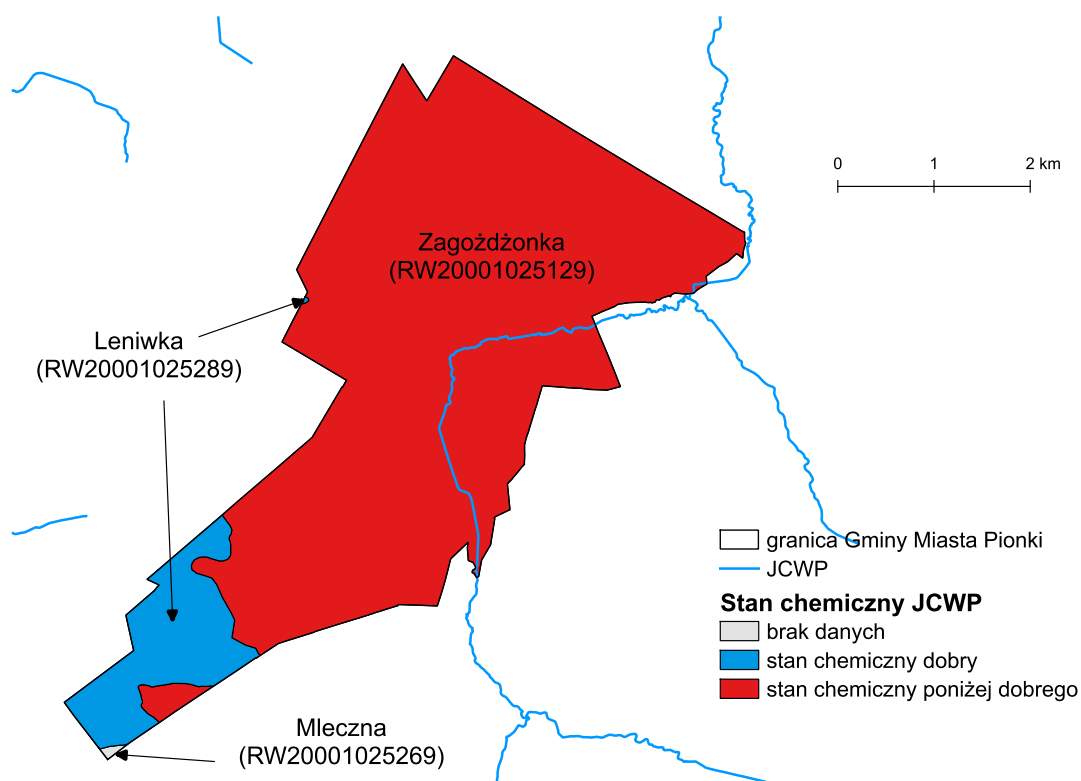 0 1 2 km
Zagożdżonka
(RW20001025129)
Leniwka
(RW20001025289)
granica Gminy Miasta Pionki
JCWP
Stan chemiczny JCWP
brak danych
stan chemiczny dobry
stan chemiczny poniżej dobrego
Mleczna
(RW20001025269)